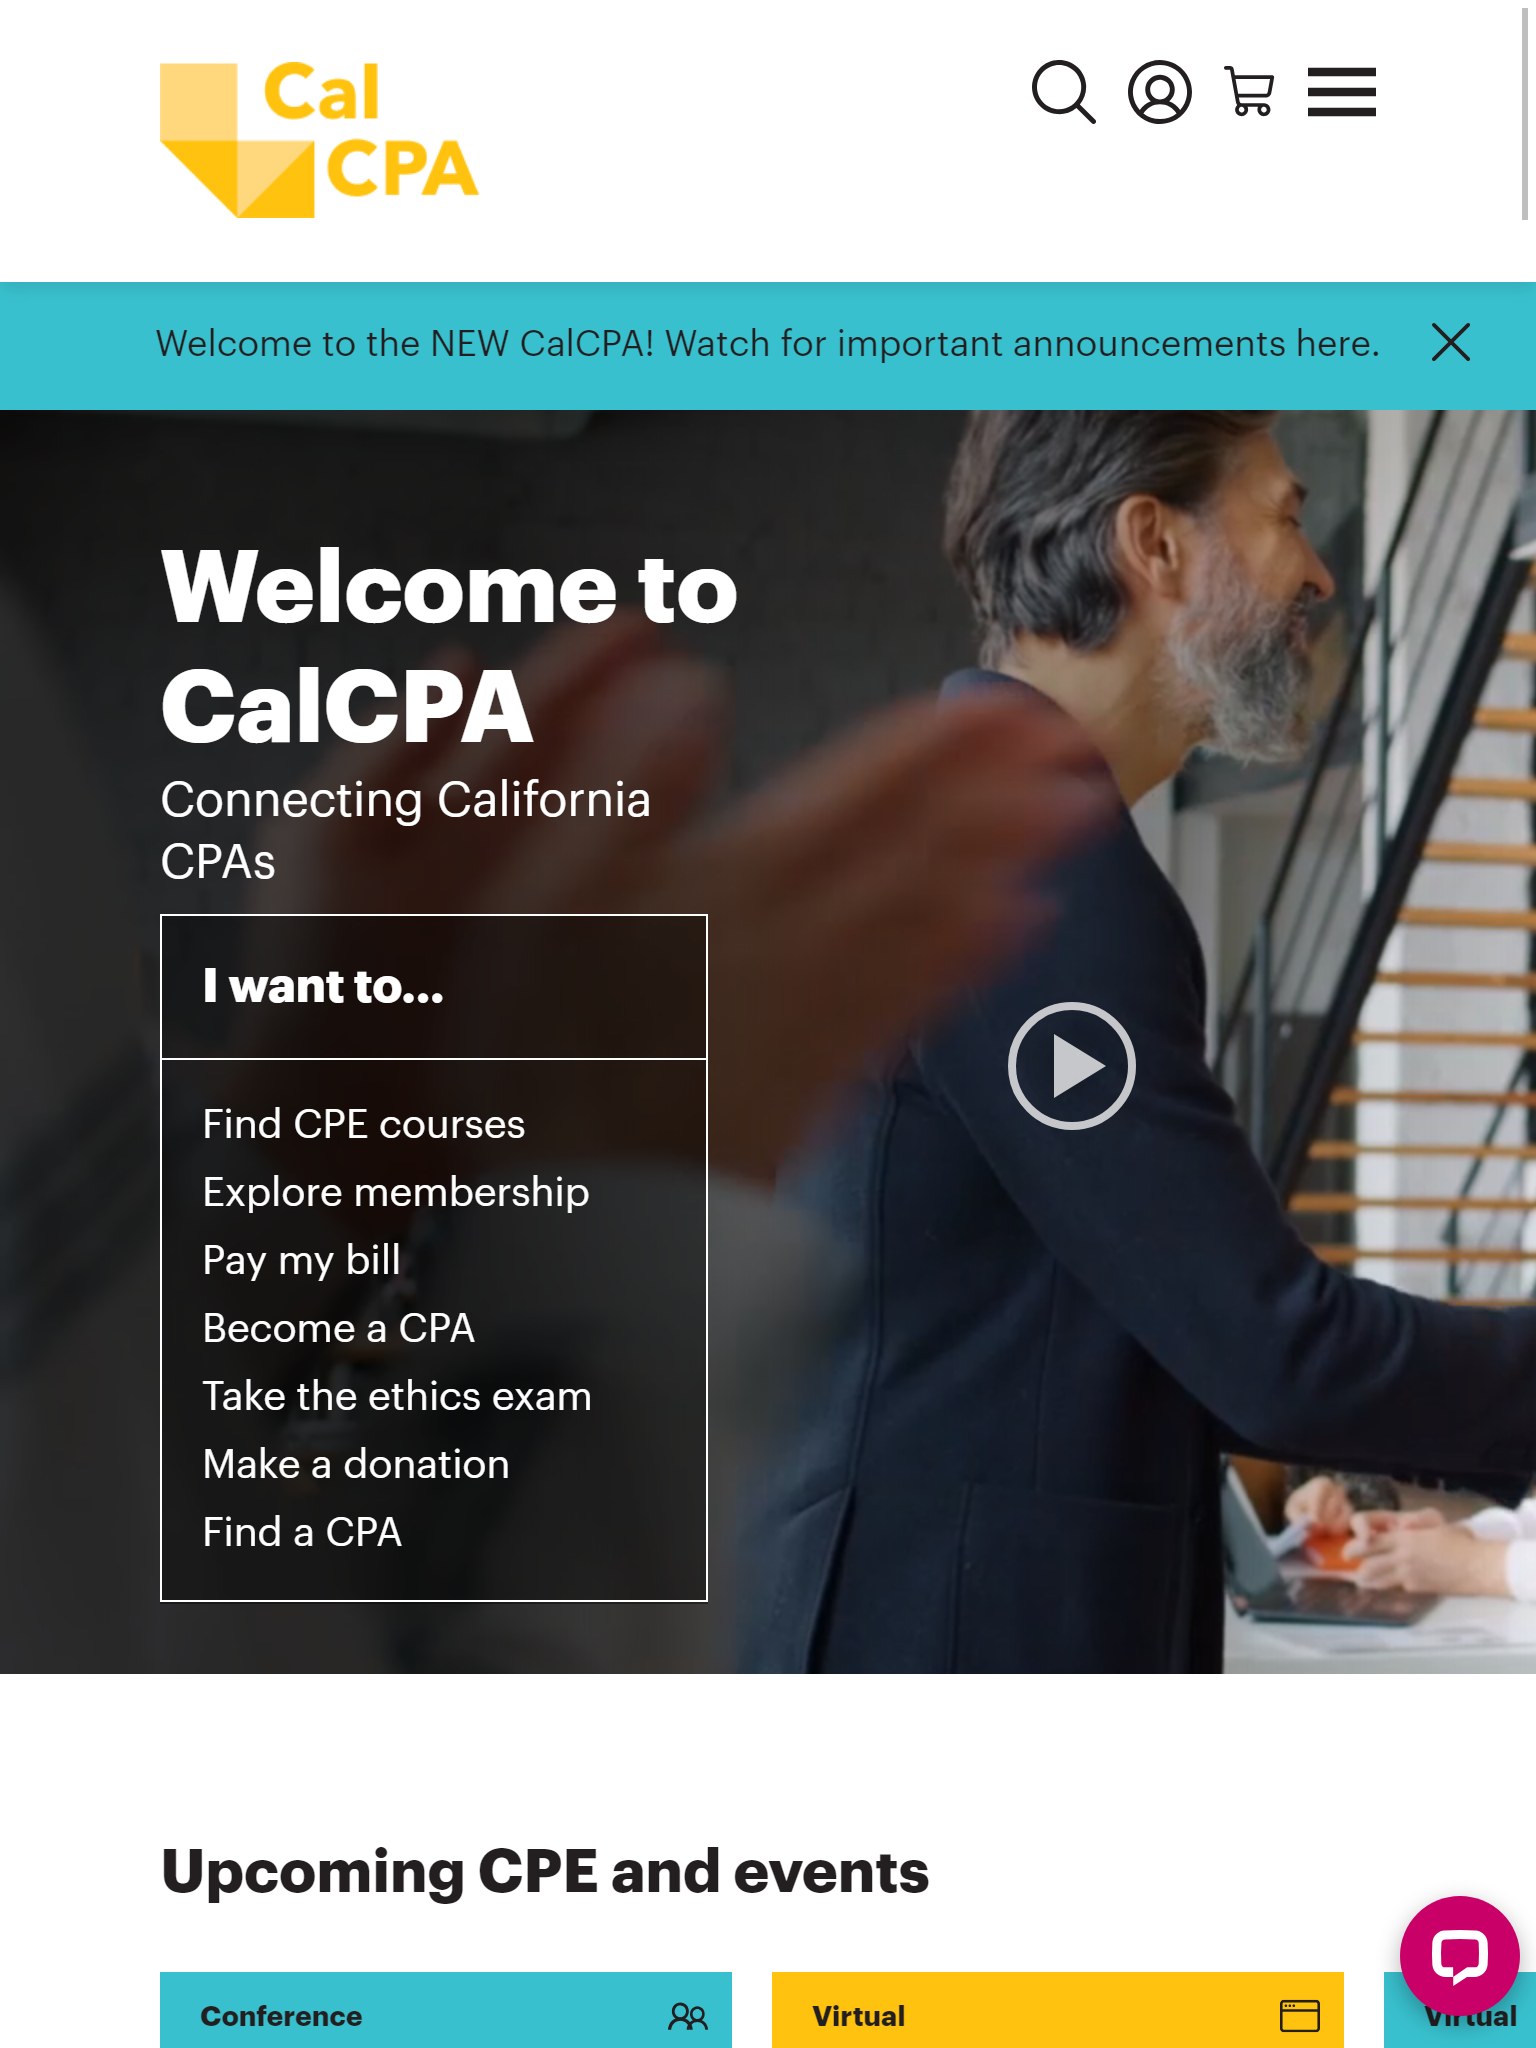 Cal
CPA
Welcome to the NEW CalCPA! Watch for important announcements here.
Welcome to
CalCPA
Connecting California
CPAs
I want to...
Find CPE courses
Explore membership
Pay my bill
Become a CPA
Take the ethics exam
Make a donation
Find a CPA
Upcoming CPE and events
Conference
Virtual
Virtual